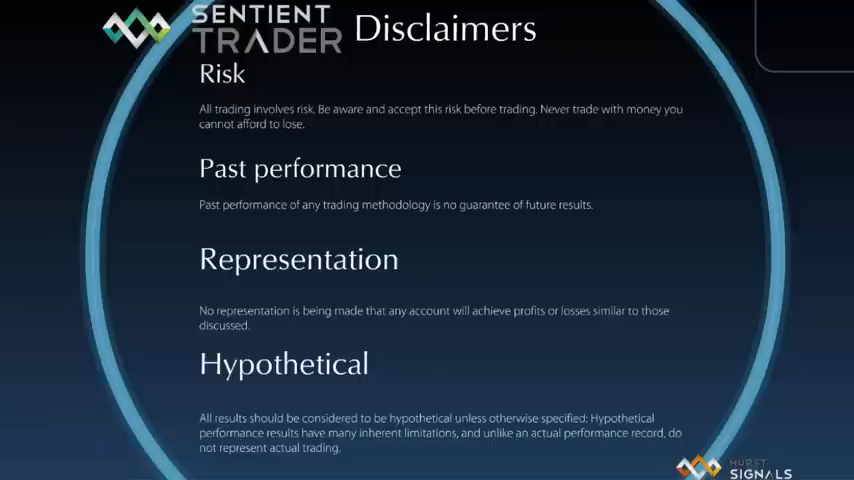 SENTIENT
TRADER
Disclaimers
Risk
All trading involves risk. Be aware and accept this risk before trading. Never trade with money you
cannot afford to lose.
Past performance
Past performance of any trading methodology is no guarantee of future results.
Representation
No representation is being made that any account will achieve profits or losses similar to those
discussed.
Hypothetical
All results should be considered to be hypothetical unless otherwise specified: Hypothetical
performance results have many inherent limitations, and unlike an actual performance record, do
not represent actual trading.
HURST
SIGNALS